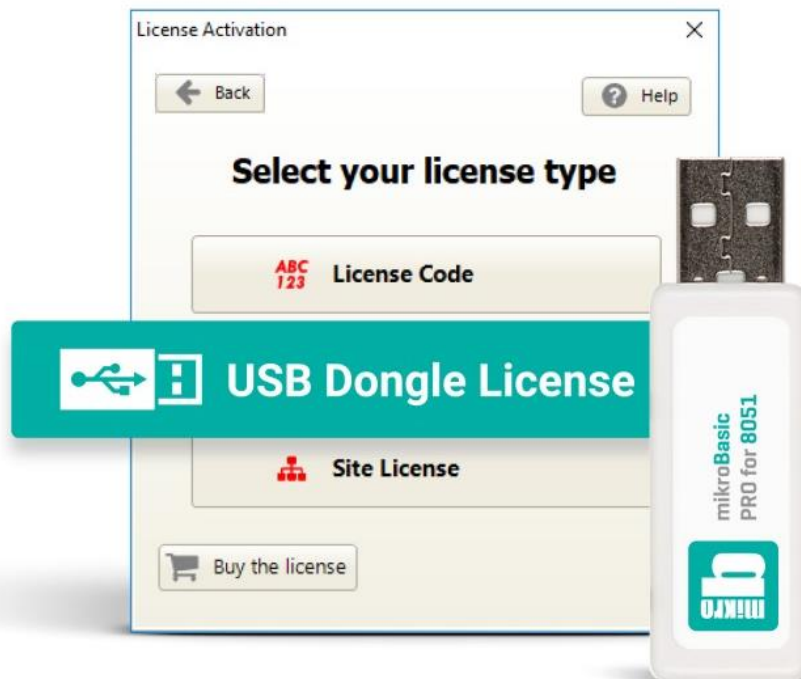 License Activation
Back
Help
Select your license type
ABC
123
License Code
USB Dongle License
Site License
Buy the license
mikroBasic
PRO for 8051
mikro